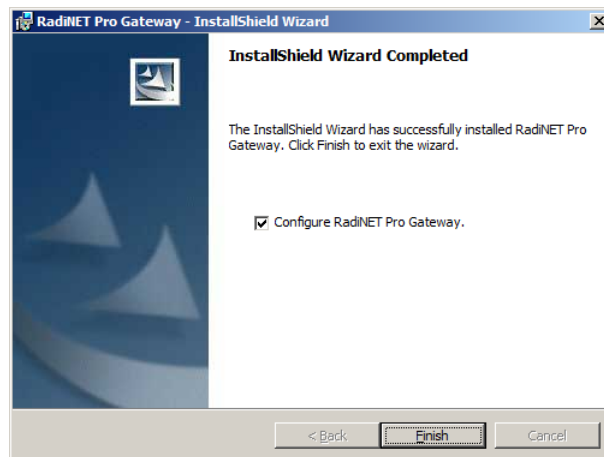 RadiNET Pro Gateway - InstallShield Wizard
InstallShield Wizard Completed
The InstallShield Wizard has successfully installed RadiNET Pro
Gateway. Click Finish to exit the wizard.
Configure RadiNET Pro Gateway.
< Back
Finish
Cancel